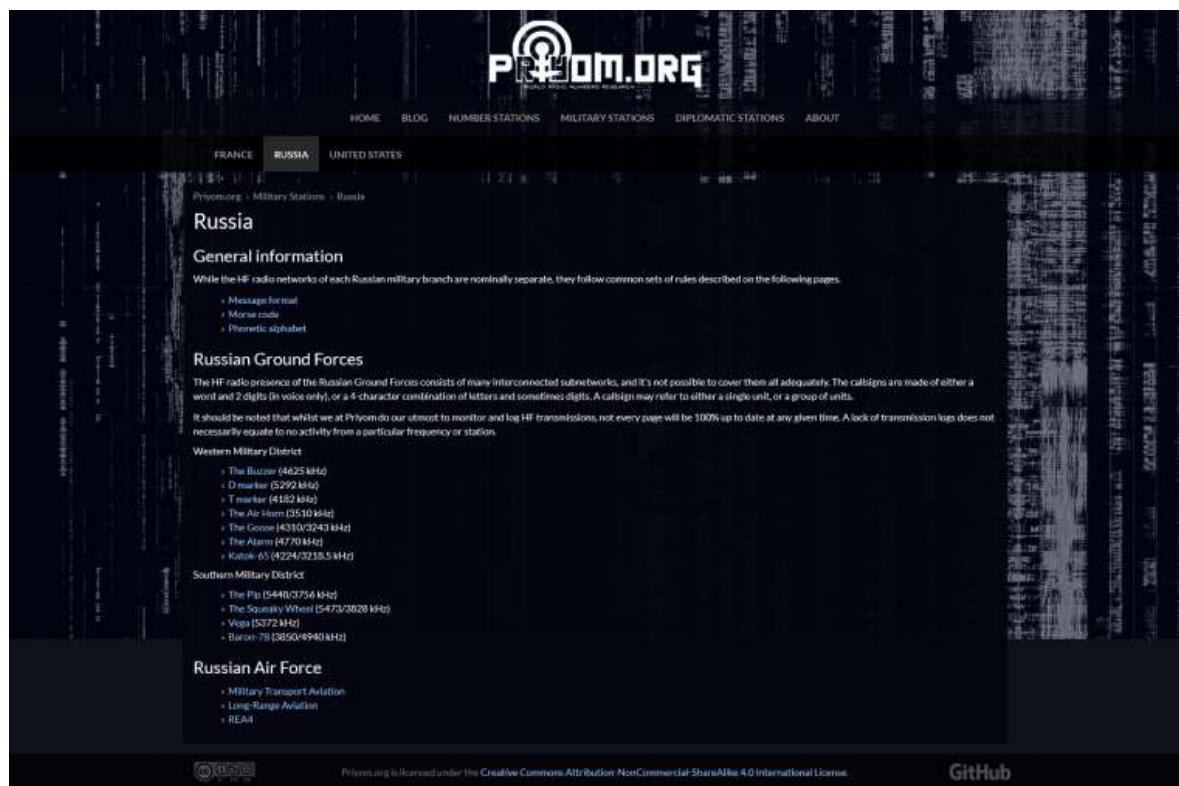 PRIYOM.ORG
WORLD RADIO NUMBERS RESEARCH
HOME BLOG NUMBER STATIONS MILITARY STATIONS DIPLOMATIC STATIONS ABOUT
FRANCE RUSSIA UNITED STATES
Priyom.org › Military Stations › Russia
Russia
General information
While the HF radio networks of each Russian military branch are nominally separate, they follow common sets of rules described on the following pages.
› Message format
› Morse code
› Phonetic alphabet
Russian Ground Forces
The HF radio presence of the Russian Ground Forces consists of many interconnected subnetworks, and it's not possible to cover them all adequately. The callsigns are made of either a
word and 2 digits (in voice only), or a 4-character combination of letters and sometimes digits. A callsign may refer to either a single unit, or a group of units.
It should be noted that whilst we at Priyom do our utmost to monitor and log HF transmissions, not every page will be 100% up to date at any given time. A lack of transmission logs does not
necessarily equate to no activity from a particular frequency or station.
Western Military District
› The Buzzer (4625 kHz)
› D marker (5292 kHz)
› T marker (4182 kHz)
› The Air Horn (3510 kHz)
› The Goose (4310/3243 kHz)
› The Alarm (4770 kHz)
› Katok-65 (4224/3218.5 kHz)
Southern Military District
› The Pip (5448/3756 kHz)
› The Squeaky Wheel (5473/3828 kHz)
› Vega (5372 kHz)
› Baron-78 (3850/4940 kHz)
Russian Air Force
› Military Transport Aviation
› Long-Range Aviation
› REA4
Priyom.org is licensed under the Creative Commons Attribution-NonCommercial-ShareAlike 4.0 International License.
GitHub